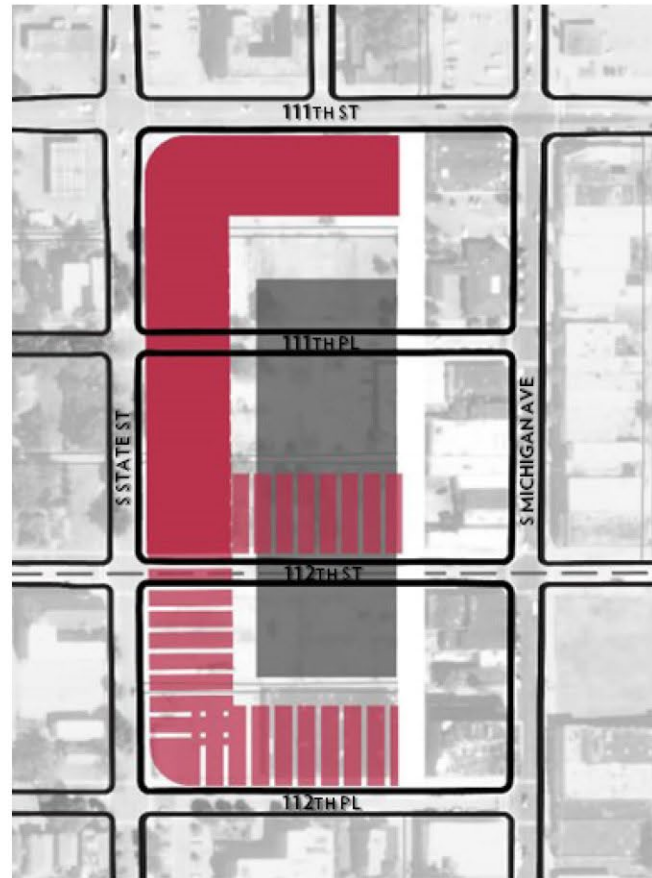 111TH ST
111TH PL
S STATE ST
S MICHIGAN AVE
112TH ST
112TH PL